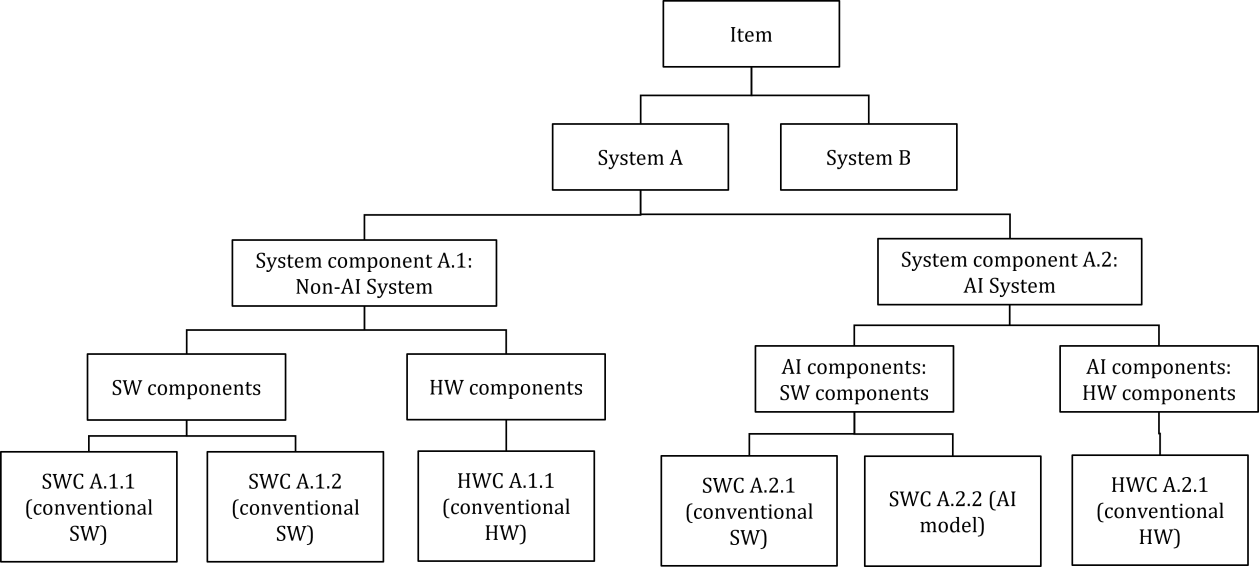 Item
System A
System B
System component A.1:
Non-AI System
System component A.2:
AI System
SW components
HW components
AI components:
SW components
AI components:
HW components
SWC A.1.1
(conventional
SW)
SWC A.1.2
(conventional
SW)
HWC A.1.1
(conventional
HW)
SWC A.2.1
(conventional
SW)
SWC A.2.2 (AI
model)
HWC A.2.1
(conventional
HW)